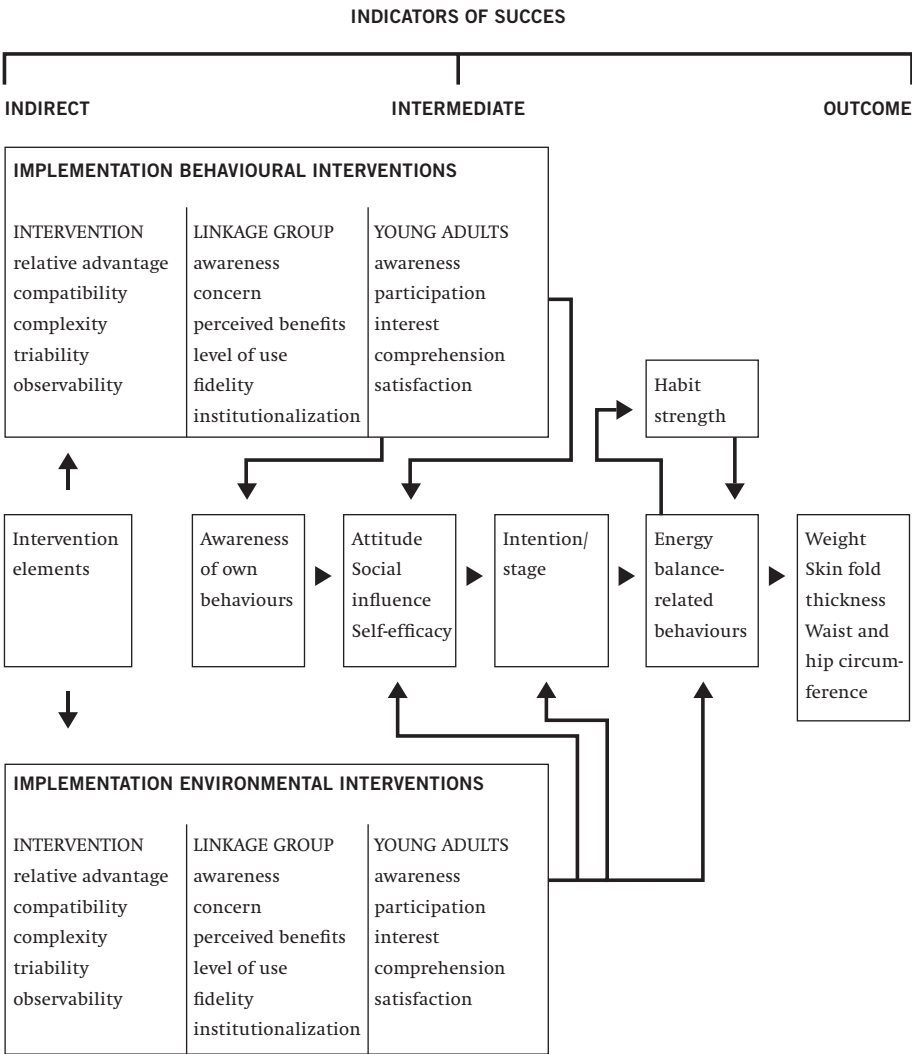 INDICATORS OF SUCCES
INDIRECT
INTERMEDIATE
OUTCOME
IMPLEMENTATION BEHAVIOURAL INTERVENTIONS
INTERVENTION
relative advantage
compatibility
complexity
triability
observability
LINKAGE GROUP
awareness
concern
perceived benefits
level of use
fidelity
institutionalization
YOUNG ADULTS
awareness
participation
interest
comprehension
satisfaction
Habit
strength
Intervention
elements
Awareness
of own
behaviours
Attitude
Social
influence
Self-efficacy
Intention/
stage
Energy
balance-
related
behaviours
Weight
Skin fold
thickness
Waist and
hip circum-
ference
IMPLEMENTATION ENVIRONMENTAL INTERVENTIONS
INTERVENTION
relative advantage
compatibility
complexity
triability
observability
LINKAGE GROUP
awareness
concern
perceived benefits
level of use
fidelity
institutionalization
YOUNG ADULTS
awareness
participation
interest
comprehension
satisfaction